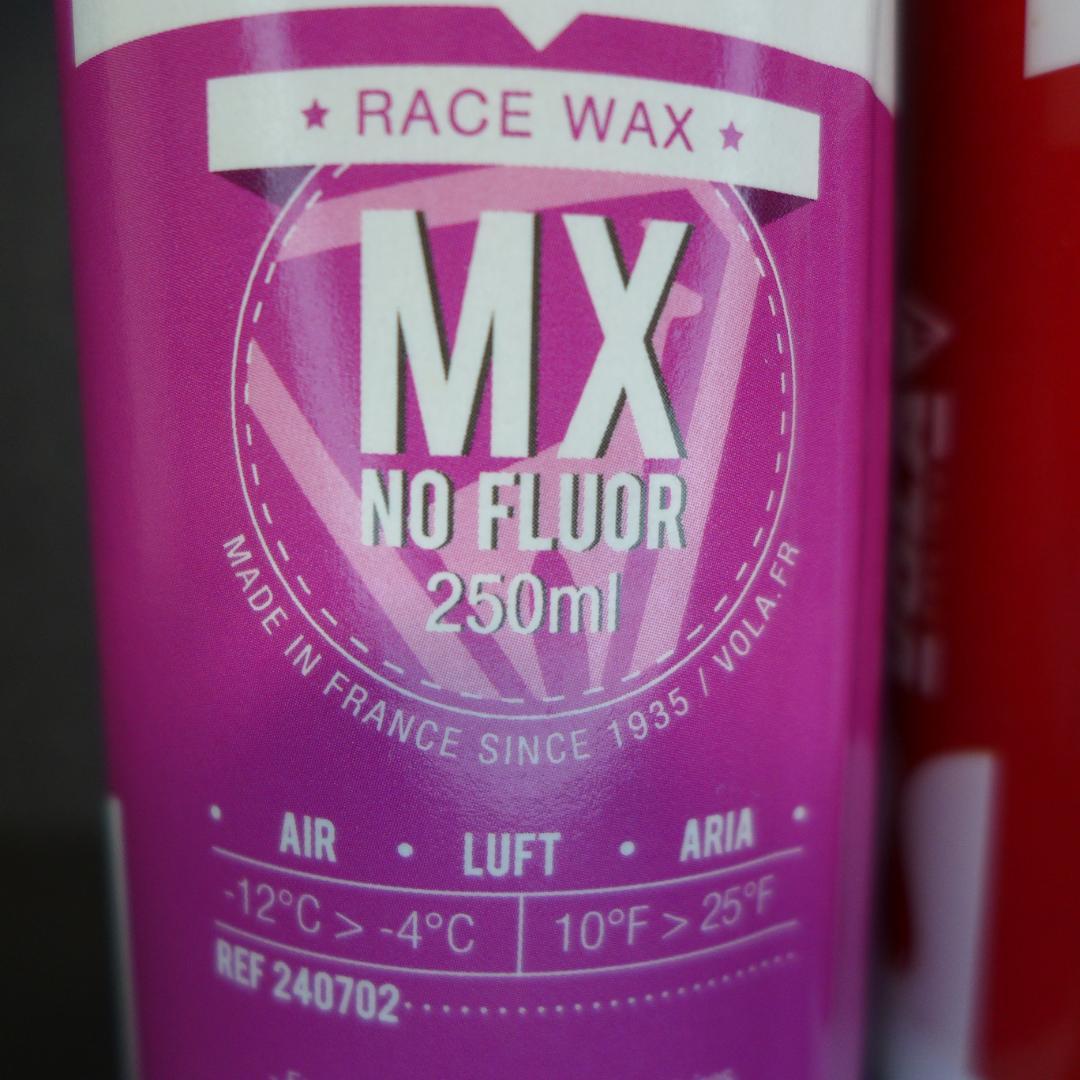 ★ RACE WAX ★
MX
NO FLUOR
250ml
MADE IN FRANCE SINCE 1935 / VOLA.FR
• AIR • LUFT • ARIA •
-12°C > -4°C | 10°F > 25°F
REF 240702